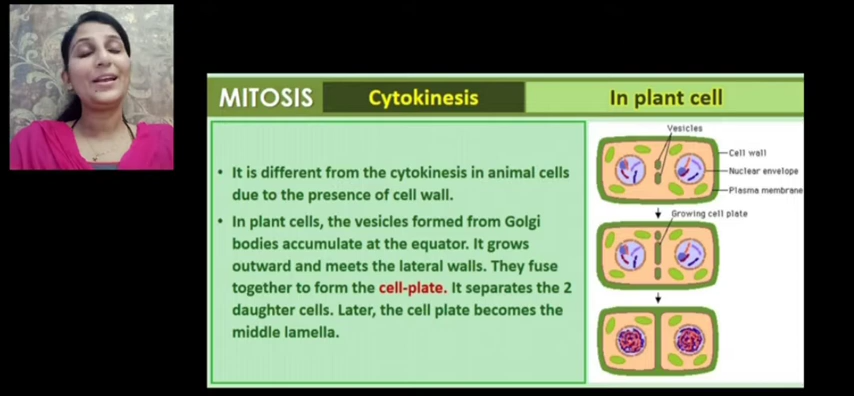 MITOSIS Cytokinesis In plant cell
• It is different from the cytokinesis in animal cells
due to the presence of cell wall.
• In plant cells, the vesicles formed from Golgi
bodies accumulate at the equator. It grows
outward and meets the lateral walls. They fuse
together to form the cell-plate. It separates the 2
daughter cells. Later, the cell plate becomes the
middle lamella.
Vesicles
Cell wall
Nuclear envelope
Plasma membrane
Growing cell plate